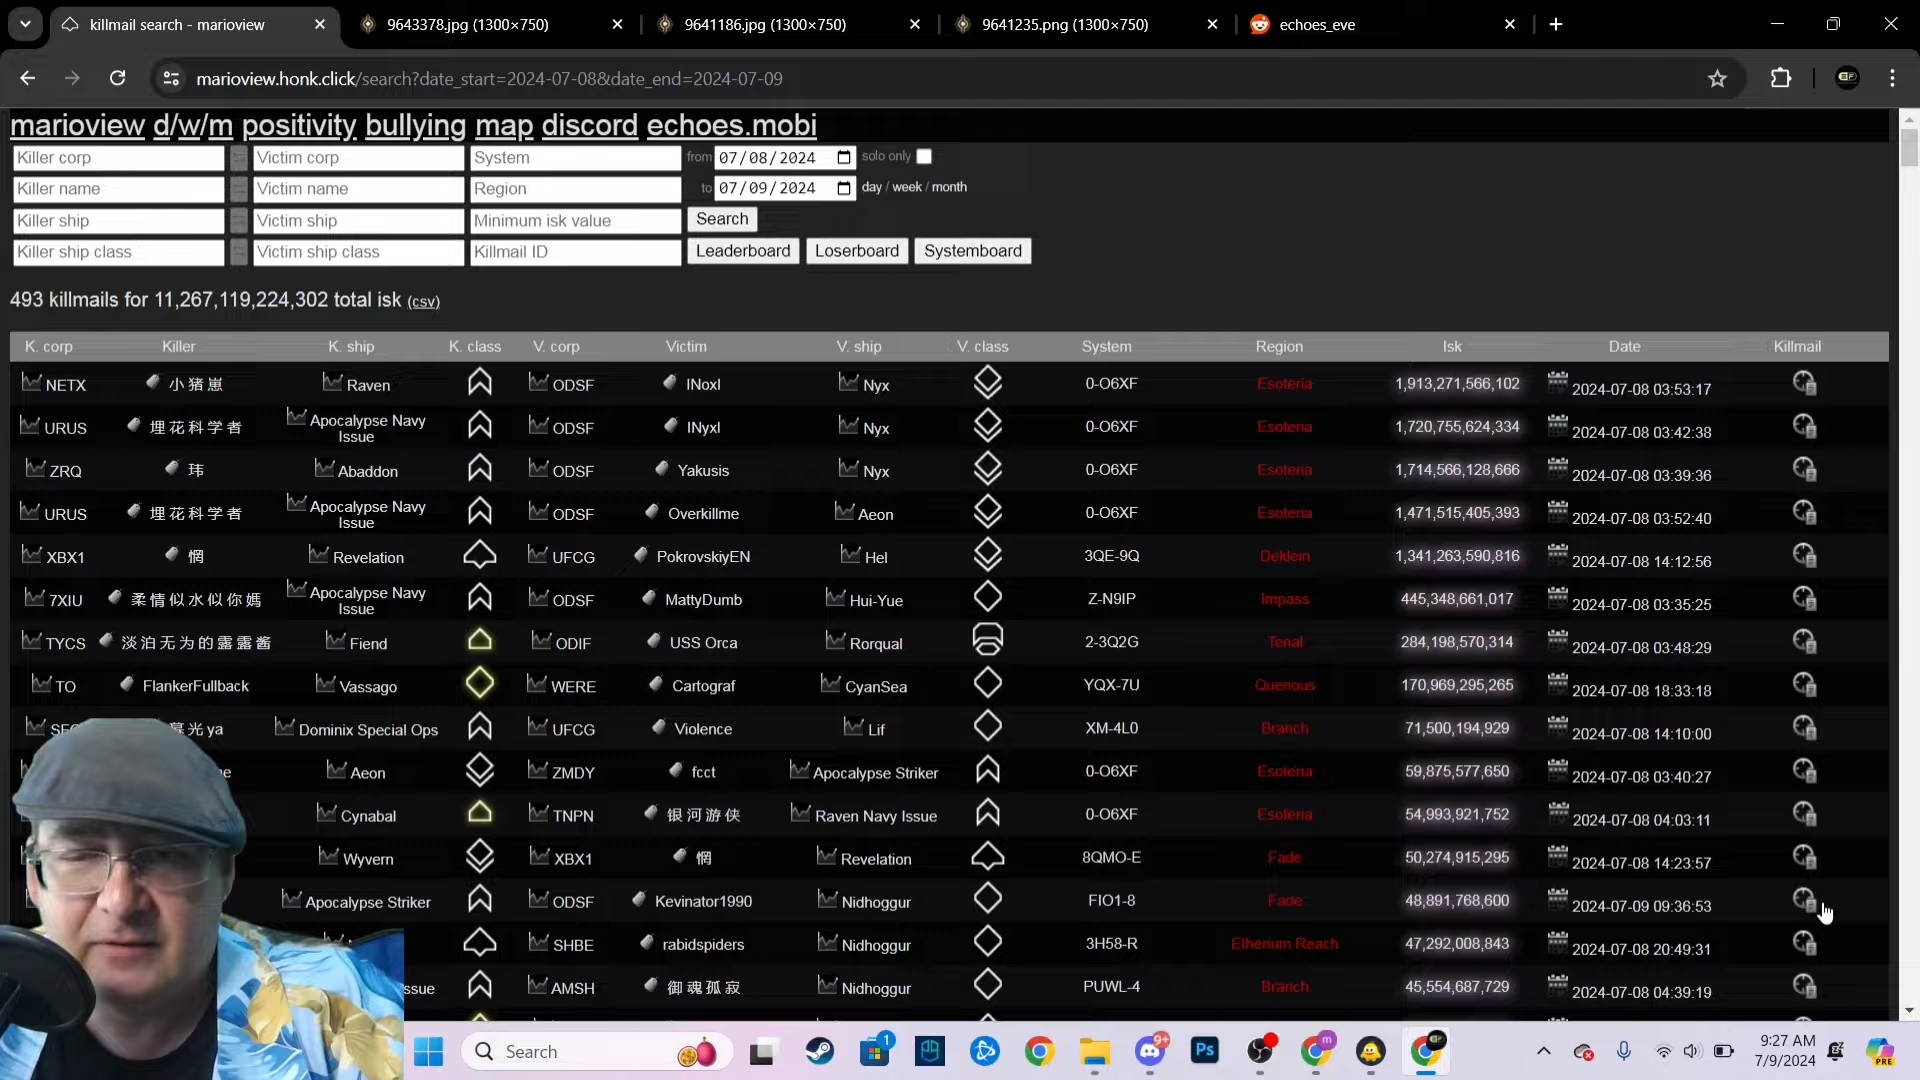 killmail search - marioview
9643378.jpg (1300×750)
9641186.jpg (1300×750)
9641235.png (1300×750)
echoes_eve
marioview.honk.click/search?date_start=2024-07-08&date_end=2024-07-09
marioview d/w/m positivity bullying map discord echoes.mobi
Killer corp Victim corp System from 07/08/2024 solo only
Killer name Victim name Region to 07/09/2024 day / week / month
Killer ship Victim ship Minimum isk value Search
Killer ship class Victim ship class Killmail ID Leaderboard Loserboard Systemboard
493 killmails for 11,267,119,224,302 total isk (csv)
K. corp Killer K. ship K. class V. corp Victim V. ship V. class System Region Isk Date Killmail
NETX 小猪崽 Raven ODSF INoxI Nyx 0-O6XF Esoteria 1,913,271,566,102 2024-07-08 03:53:17
URUS 埋花科学者 Apocalypse Navy Issue ODSF INyxI Nyx 0-O6XF Esoteria 1,720,755,624,334 2024-07-08 03:42:38
ZRQ 玮 Abaddon ODSF Yakusis Nyx 0-O6XF Esoteria 1,714,566,128,666 2024-07-08 03:39:36
URUS 埋花科学者 Apocalypse Navy Issue ODSF Overkillme Aeon 0-O6XF Esoteria 1,471,515,405,393 2024-07-08 03:52:40
XBX1 惘 Revelation UFCG PokrovskiyEN Hel 3QE-9Q Deklein 1,341,263,590,816 2024-07-08 14:12:56
7XIU 柔情似水似你媽 Apocalypse Navy Issue ODSF MattyDumb Hui-Yue Z-N9IP Impass 445,348,661,017 2024-07-08 03:35:25
TYCS 淡泊无为的露露酱 Fiend ODIF USS Orca Rorqual 2-3Q2G Tenal 284,198,570,314 2024-07-08 03:48:29
TO FlankerFullback Vassago WERE Cartograf CyanSea YQX-7U Querious 170,969,295,265 2024-07-08 18:33:18
光ya Dominix Special Ops UFCG Violence Lif XM-4L0 Branch 71,500,194,929 2024-07-08 14:10:00
Aeon ZMDY fcct Apocalypse Striker 0-O6XF Esoteria 59,875,577,650 2024-07-08 03:40:27
Cynabal TNPN 银河游侠 Raven Navy Issue 0-O6XF Esoteria 54,993,921,752 2024-07-08 04:03:11
Wyvern XBX1 惘 Revelation 8QMO-E Fade 50,274,915,295 2024-07-08 14:23:57
Apocalypse Striker ODSF Kevinator1990 Nidhoggur FIO1-8 Fade 48,891,768,600 2024-07-09 09:36:53
SHBE rabidspiders Nidhoggur 3H58-R Etherium Reach 47,292,008,843 2024-07-08 20:49:31
ssue AMSH 御魂孤寂 Nidhoggur PUWL-4 Branch 45,554,687,729 2024-07-08 04:39:19
Search
1
9+
Ps
m
9:27 AM
7/9/2024
PRE